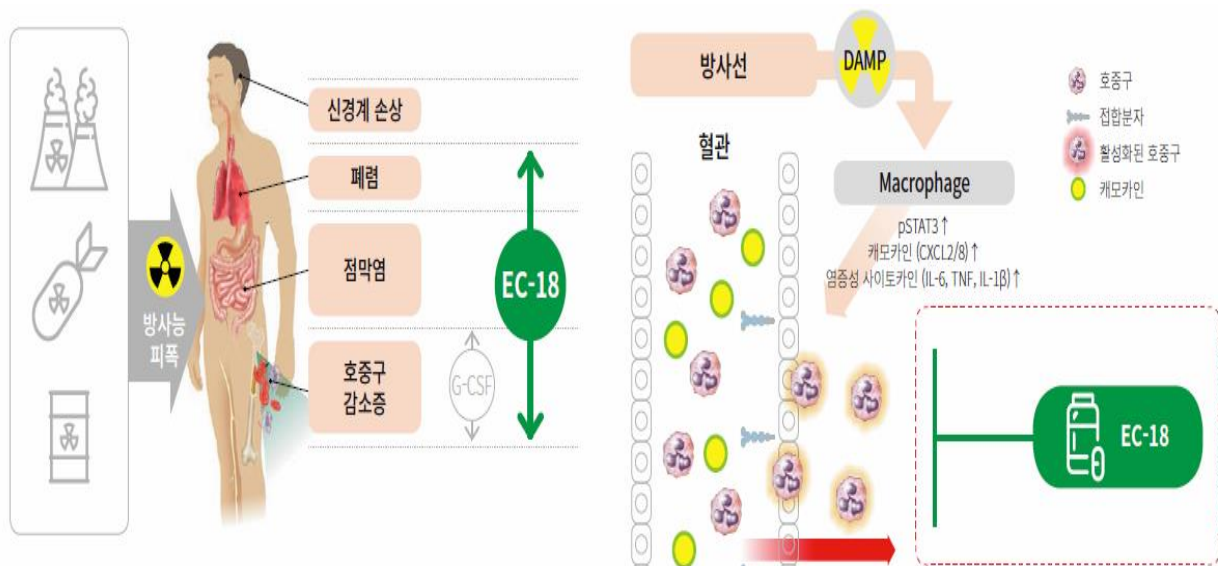 방사능
피폭
신경계 손상
폐렴
점막염
호중구
감소증
G-CSF
EC-18
방사선
DAMP
혈관
Macrophage
pSTAT3↑
캐모카인 (CXCL2/8)↑
염증성 사이토카인 (IL-6, TNF, IL-1β)↑
호중구
접합분자
활성화된 호중구
캐모카인
EC-18